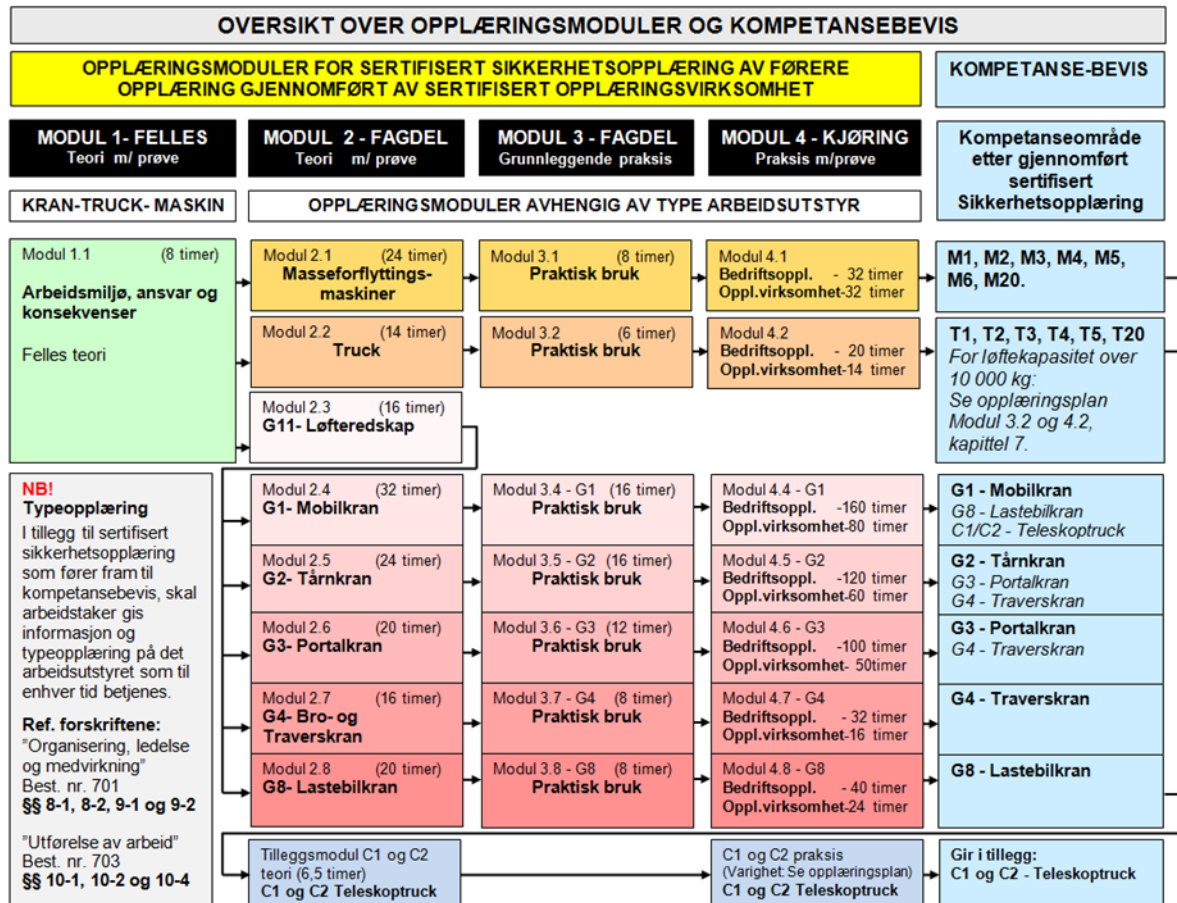 OVERSIKT OVER OPPLÆRINGSMODULER OG KOMPETANSEBEVIS
OPPLÆRINGSMODULER FOR SERTIFISERT SIKKERHETSOPPLÆRING AV FØRERE
OPPLÆRING GJENNOMFØRT AV SERTIFISERT OPPLÆRINGSVIRKSOMHET
KOMPETANSE-BEVIS
MODUL 1- FELLES
Teori m/ prøve
MODUL 2 - FAGDEL
Teori m/ prøve
MODUL 3 - FAGDEL
Grunnleggende praksis
MODUL 4 - KJØRING
Praksis m/prøve
Kompetanseområde
etter gjennomført
sertifisert
Sikkerhetsopplæring
KRAN-TRUCK- MASKIN
OPPLÆRINGSMODULER AVHENGIG AV TYPE ARBEIDSUTSTYR
Modul 1.1 (8 timer)
Arbeidsmiljø, ansvar og
konsekvenser
Felles teori
Modul 2.1 (24 timer)
Masseforflyttings-
maskiner
Modul 3.1 (8 timer)
Praktisk bruk
Modul 4.1
Bedriftsoppl. - 32 timer
Oppl.virksomhet-32 timer
M1, M2, M3, M4, M5,
M6, M20.
Modul 2.2 (14 timer)
Truck
Modul 3.2 (6 timer)
Praktisk bruk
Modul 4.2
Bedriftsoppl. - 20 timer
Oppl.virksomhet-14 timer
T1, T2, T3, T4, T5, T20
For løftekapasitet over
10 000 kg:
Se opplæringsplan
Modul 3.2 og 4.2,
kapittel 7.
Modul 2.3 (16 timer)
G11- Løfteredskap
NB!
Typeopplæring
I tillegg til sertifisert
sikkerhetsopplæring
som fører fram til
kompetansebevis, skal
arbeidstaker gis
informasjon og
typeopplæring på det
arbeidsutstyret som til
enhver tid betjenes.
Ref. forskriftene:
"Organisering, ledelse
og medvirkning"
Best. nr. 701
§§ 8-1, 8-2, 9-1 og 9-2
"Utførelse av arbeid"
Best. nr. 703
§§ 10-1, 10-2 og 10-4
Modul 2.4 (32 timer)
G1- Mobilkran
Modul 3.4 - G1 (16 timer)
Praktisk bruk
Modul 4.4 - G1
Bedriftsoppl. -160 timer
Oppl.virksomhet-80 timer
G1 - Mobilkran
G8 - Lastebilkran
C1/C2 - Teleskoptruck
Modul 2.5 (24 timer)
G2- Tårnkran
Modul 3.5 - G2 (16 timer)
Praktisk bruk
Modul 4.5 - G2
Bedriftsoppl. -120 timer
Oppl.virksomhet-60 timer
G2 - Tårnkran
G3 - Portalkran
G4 - Traverskran
Modul 2.6 (20 timer)
G3- Portalkran
Modul 3.6 - G3 (12 timer)
Praktisk bruk
Modul 4.6 - G3
Bedriftsoppl. -100 timer
Oppl.virksomhet- 50timer
G3 - Portalkran
G4 - Traverskran
Modul 2.7 (16 timer)
G4- Bro- og
Traverskran
Modul 3.7 - G4 (8 timer)
Praktisk bruk
Modul 4.7 - G4
Bedriftsoppl. - 32 timer
Oppl.virksomhet-16 timer
G4 - Traverskran
Modul 2.8 (20 timer)
G8- Lastebilkran
Modul 3.8 - G8 (8 timer)
Praktisk bruk
Modul 4.8 - G8
Bedriftsoppl. - 40 timer
Oppl.virksomhet-24 timer
G8 - Lastebilkran
Tilleggsmodul C1 og C2
teori (6,5 timer)
C1 og C2 Teleskoptruck
C1 og C2 praksis
(Varighet: Se opplæringsplan)
C1 og C2 Teleskoptruck
Gir i tillegg:
C1 og C2 - Teleskoptruck